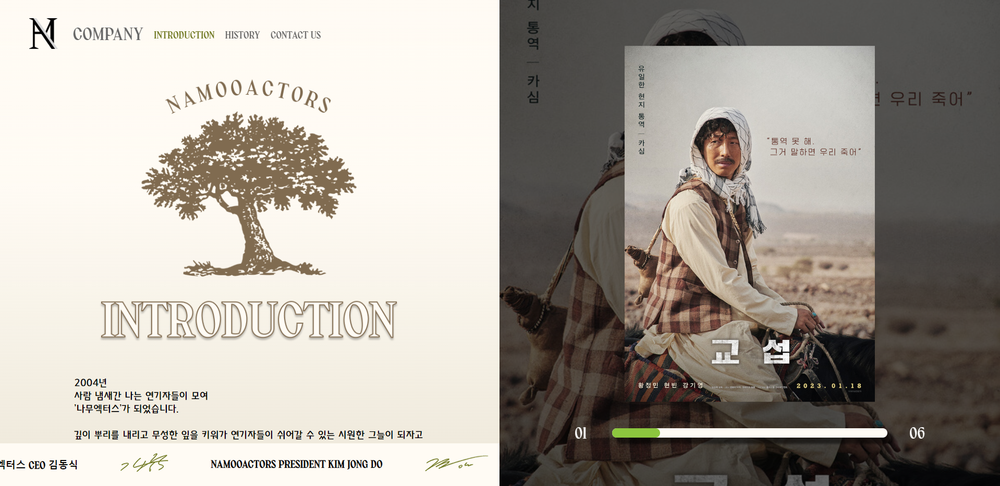 COMPANY INTRODUCTION HISTORY CONTACT US
NAMOOACTORS
INTRODUCTION
2004년
사람 냄새간 나는 연기자들이 모여
'나무엑터스'가 되었습니다.
깊이 뿌리를 내리고 무성한 잎을 키워가 연기자들이 쉬어갈 수 있는 시원한 그늘이 되자고
엑터스 CEO 김동식
NAMOOACTORS PRESIDENT KIM JONG DO
지 통역 — 카심
면 우리 죽어”
유일한 현지 통역 — 카심
“통역 못 해.
그거 말하면 우리 죽어”
교 섭
황정민 현빈 강기영
2023.01.18
01
06
교 섭